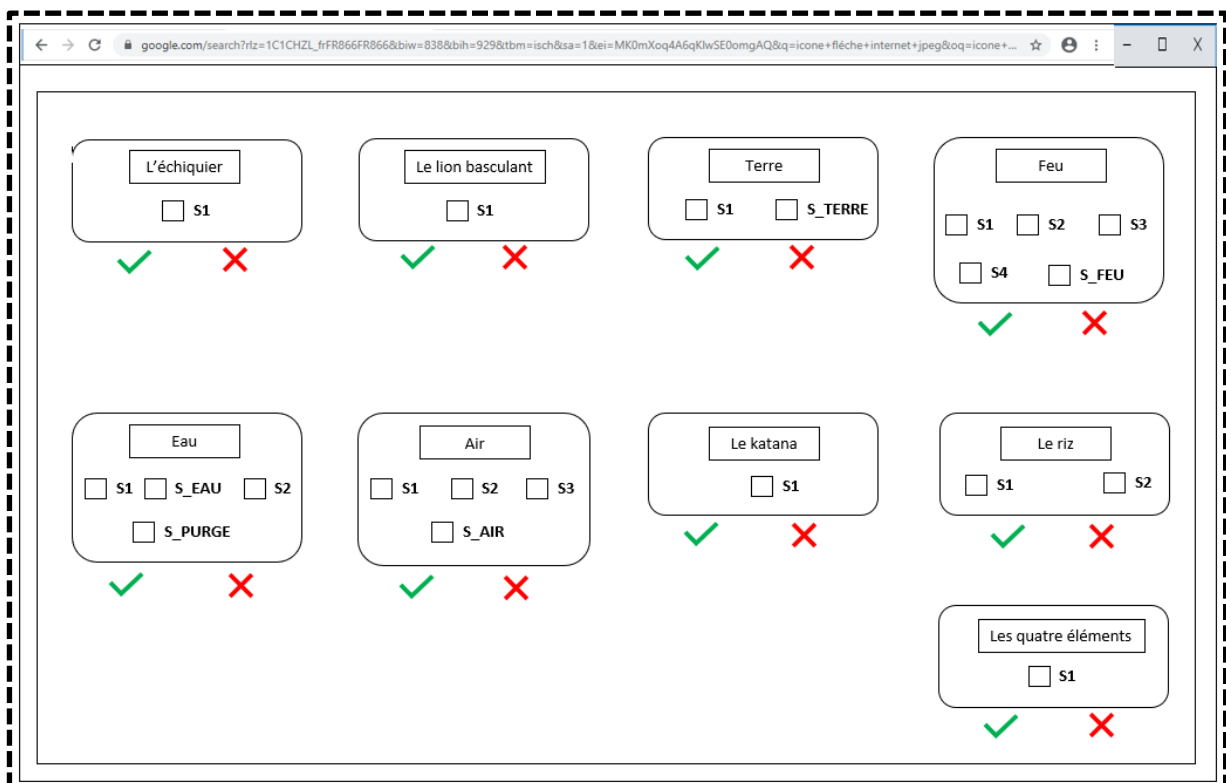 google.com/search?rlz=1C1CHZL_frFR866FR866&biw=838&bih=929&tbm=isch&sa=1&ei=MK0mXoq4A6qKlwSE0omgAQ&q=icone+fléche+internet+jpeg&oq=icone+...
L'échiquier
S1
Le lion basculant
S1
Terre
S1 S_TERRE
Feu
S1 S2 S3
S4 S_FEU
Eau
S1 S_EAU S2
S_PURGE
Air
S1 S2 S3
S_AIR
Le katana
S1
Le riz
S1 S2
Les quatre éléments
S1